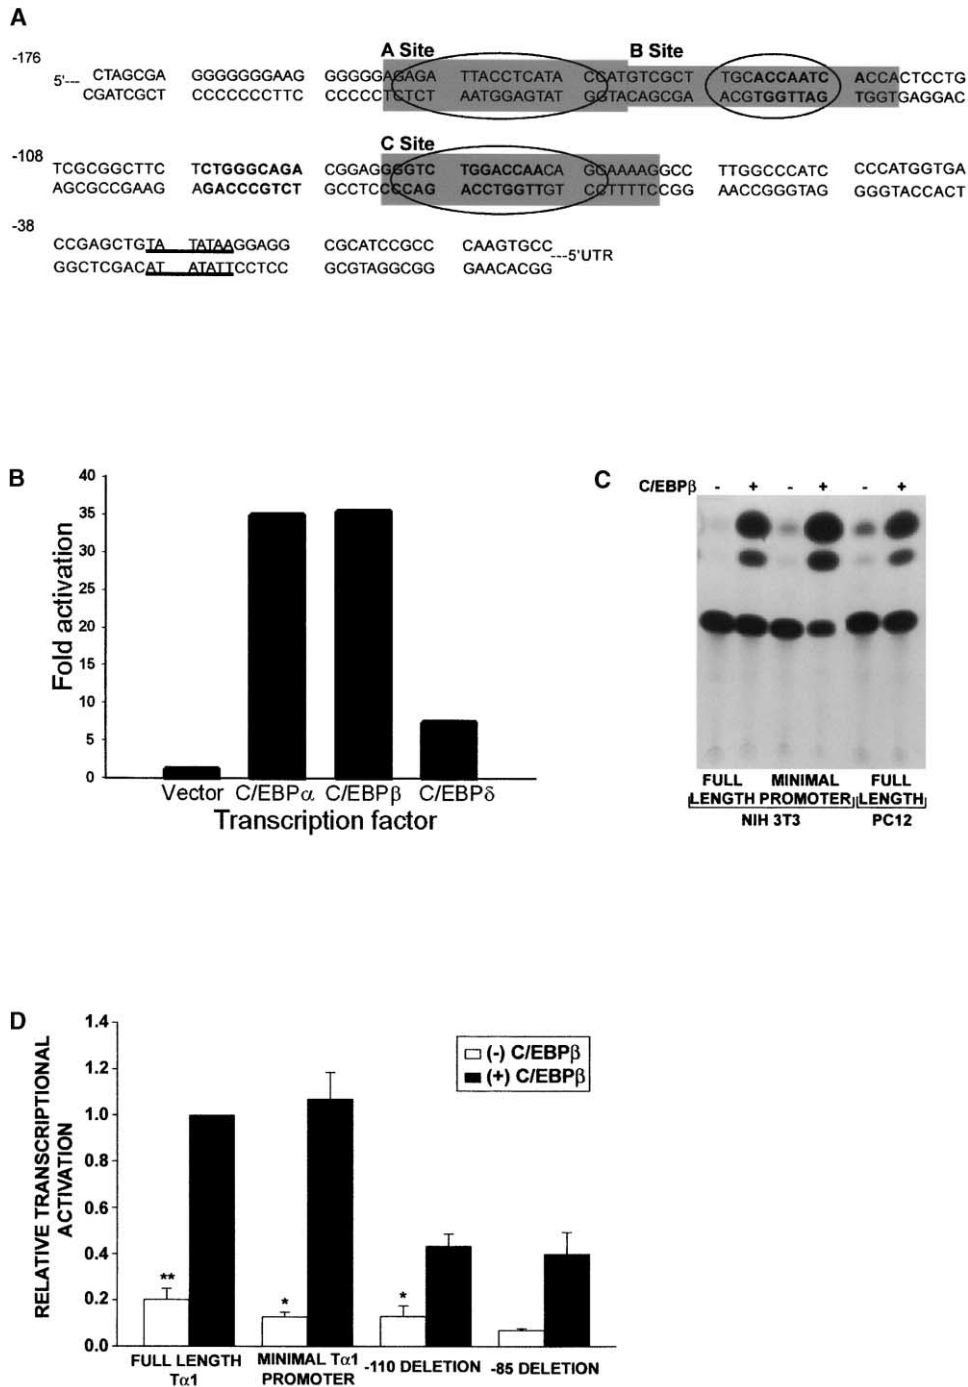 A
A Site
B Site
-176
5'--- CTAGCGA GGGGGGGAAG GGGGGAGAGA TTACCTCATA CCATGTCGCT TGCACCAATC ACCACTCCTG
CGATCGCT CCCCCCCTTC CCCCCTCTCT AATGGAGTAT GGTACAGCGA ACGTGGTTAG TGGTGAGGAC
C Site
-108
TCGCGGCTTC TCTGGGCAGA CGGAGGGGTC TGGACCAACA GGAAAAGGCC TTGGCCCATC CCCATGGTGA
AGCGCCGAAG AGACCCGTCT GCCTCCCCAG ACCTGGTTGT CCTTTTCCGG AACCGGGTAG GGGTACCACT
-38
CCGAGCTGTA TATAAGGAGG CGCATCCGCC CAAGTGCC ---5'UTR
GGCTCGACAT ATATTCCTCC GCGTAGGCGG GAACACGG
B
40
35
30
25
20
15
10
5
0
Fold activation
Vector C/EBPα C/EBPβ C/EBPδ
Transcription factor
C
C/EBPβ - + - + - +
FULL LENGTH
MINIMAL PROMOTER
FULL LENGTH
NIH 3T3
PC12
D
1.4
1.2
1.0
0.8
0.6
0.4
0.2
0.0
RELATIVE TRANSCRIPTIONAL
ACTIVATION
(-) C/EBPβ
(+) C/EBPβ
**
*
*
FULL LENGTH
Tα1
MINIMAL Tα1
PROMOTER
-110 DELETION
-85 DELETION